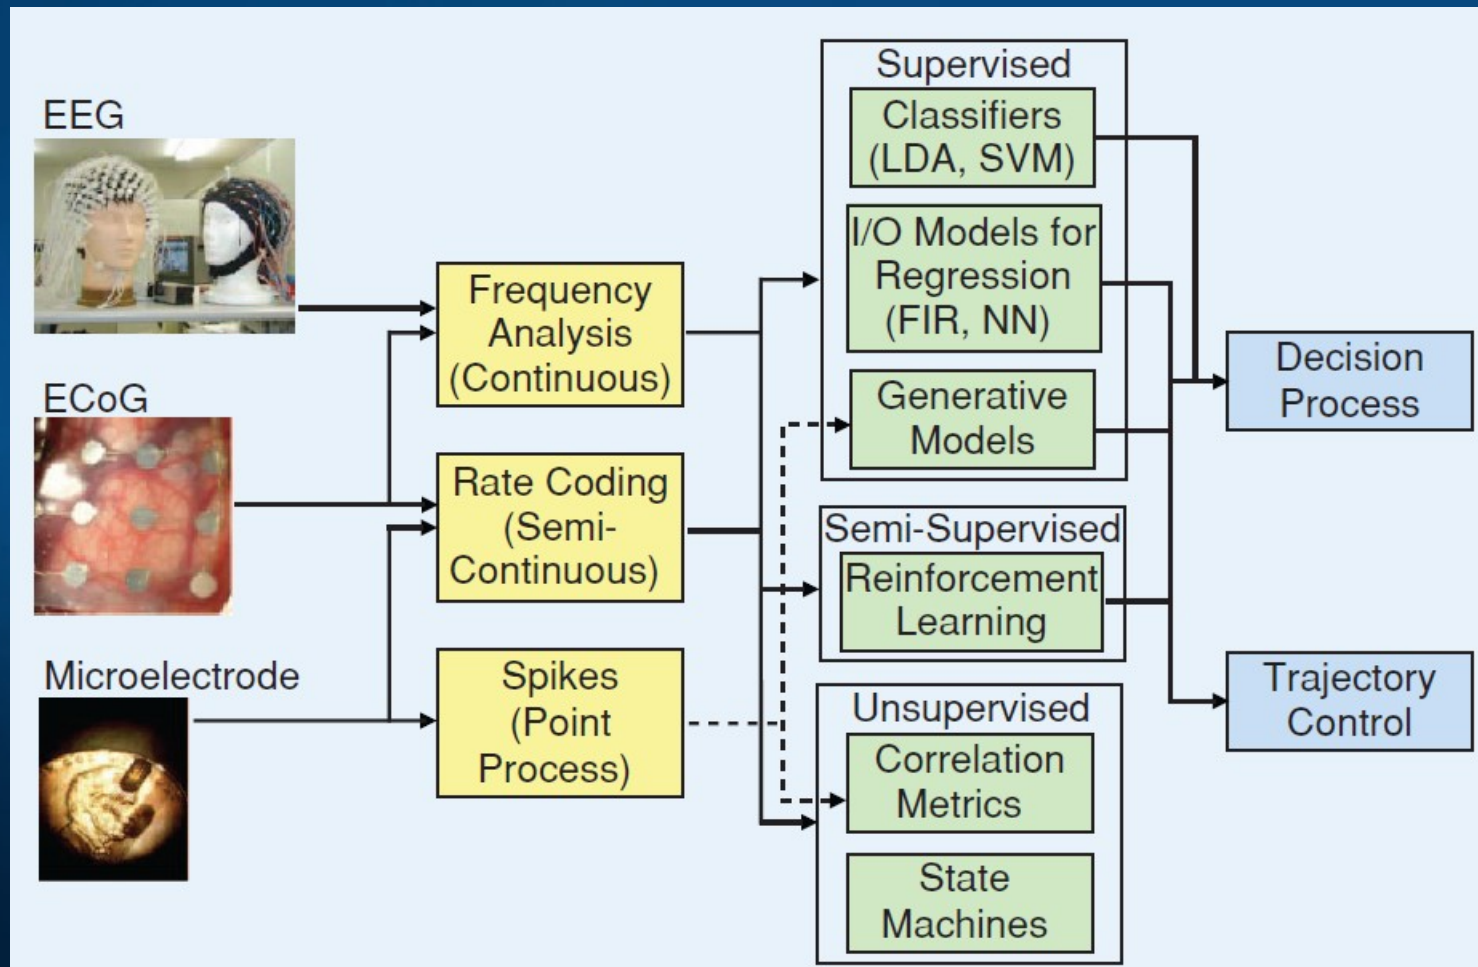 EEG
ECoG
Microelectrode
Frequency
Analysis
(Continuous)
Rate Coding
(Semi-
Continuous)
Spikes
(Point
Process)
Supervised
Classifiers
(LDA, SVM)
I/O Models for
Regression
(FIR, NN)
Generative
Models
Semi-Supervised
Reinforcement
Learning
Unsupervised
Correlation
Metrics
State
Machines
Decision
Process
Trajectory
Control